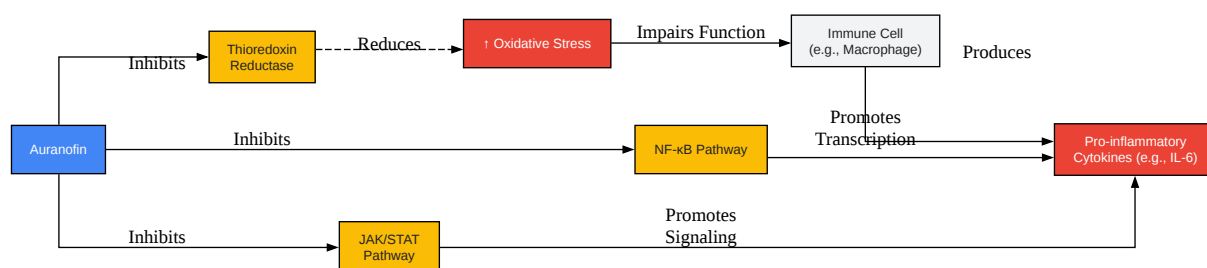 Thioredoxin
Reductase
Inhibits
Reduces
↑ Oxidative Stress
Impairs Function
Immune Cell
(e.g., Macrophage)
Produces
Auranofin
Inhibits
NF-κB Pathway
Promotes
Transcription
Pro-inflammatory
Cytokines (e.g., IL-6)
Inhibits
JAK/STAT
Pathway
Promotes
Signaling